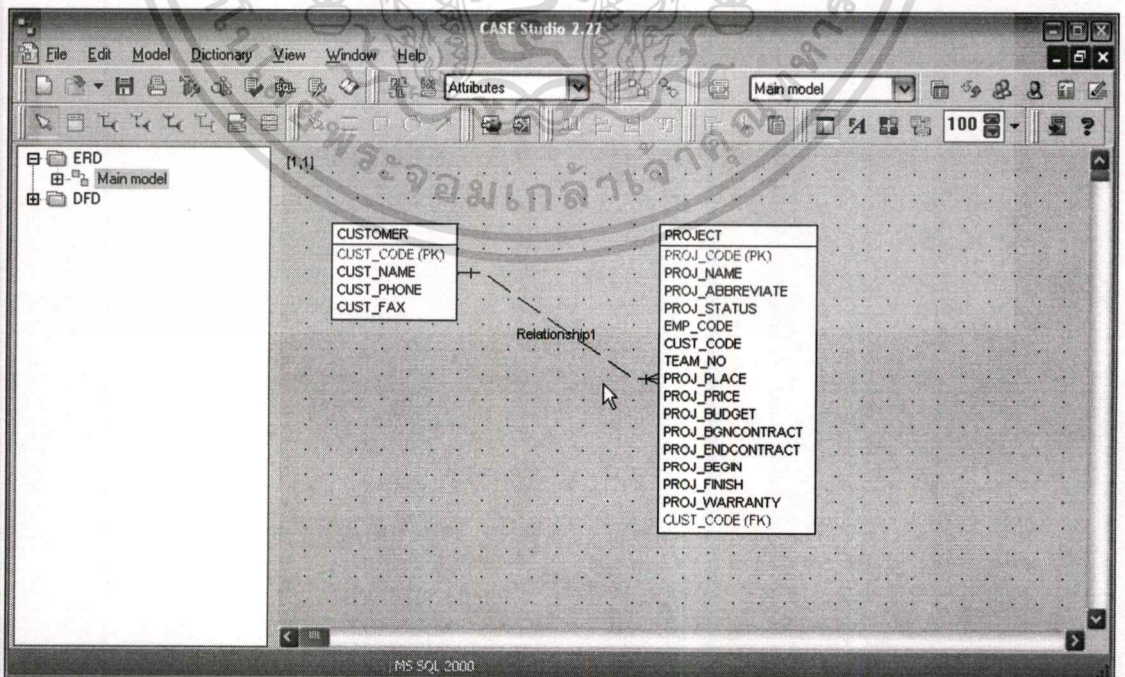 CASE Studio 2.27
File Edit Model Dictionary View Window Help
Attributes
Main model
100
ERD
Main model
DFD
[1,1]
CUSTOMER
CUST_CODE (PK)
CUST_NAME
CUST_PHONE
CUST_FAX
Relationship1
PROJECT
PROJ_CODE (PK)
PROJ_NAME
PROJ_ABBREVIATE
PROJ_STATUS
EMP_CODE
CUST_CODE
TEAM_NO
PROJ_PLACE
PROJ_PRICE
PROJ_BUDGET
PROJ_BGNCONTRACT
PROJ_ENDCONTRACT
PROJ_BEGIN
PROJ_FINISH
PROJ_WARRANTY
CUST_CODE (FK)
MS SQL 2000